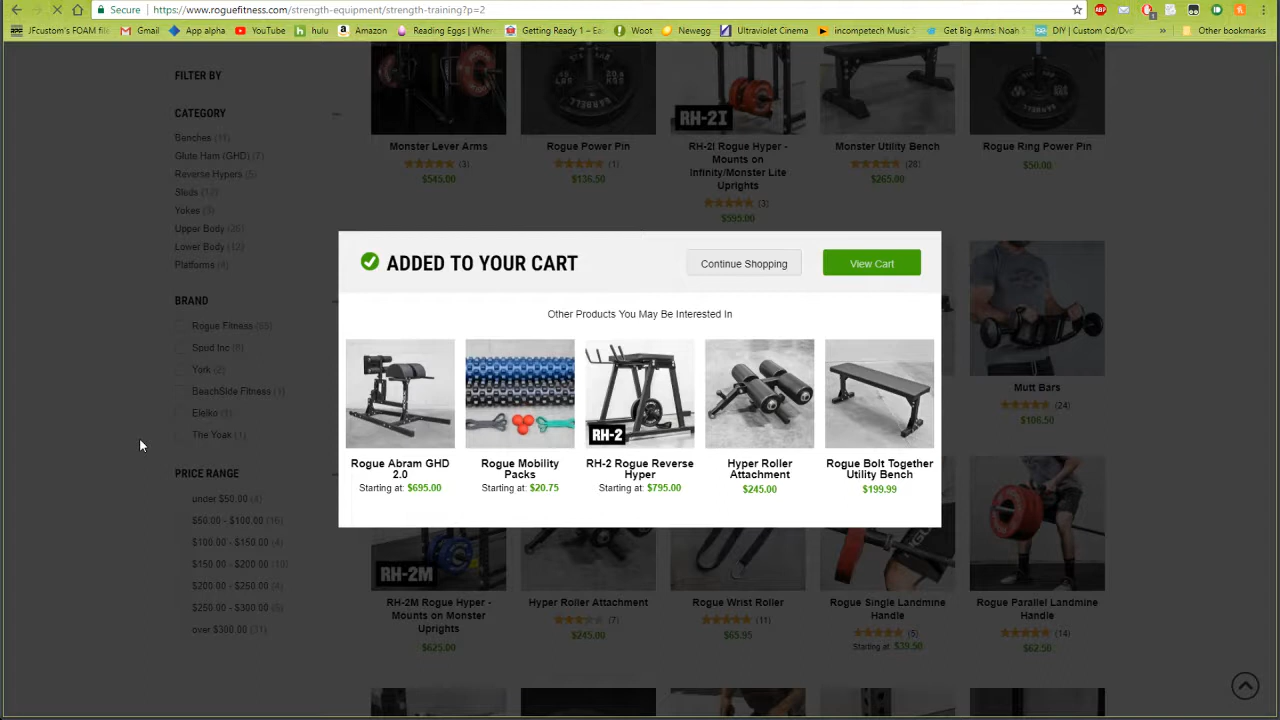 Secure
https://www.roguefitness.com/strength-equipment/strength-training?p=2
JFcustom's FOAM file
Gmail
App alpha
YouTube
hulu
Amazon
Reading Eggs | Where
Getting Ready 1 – Ea
Woot
Newegg
Ultraviolet Cinema
incompetech Music S
Get Big Arms: Noah S
DIY | Custom Cd/Dvd
»
Other bookmarks
FILTER BY
CATEGORY
Benches (11)
Glute Ham (GHD) (7)
Reverse Hypers (5)
Sleds (12)
Yokes (3)
Upper Body (26)
Lower Body (12)
Platforms (6)
BRAND
Rogue Fitness (65)
Spud Inc (6)
York (2)
BeachSide Fitness (1)
Eleiko (1)
The Yoak (1)
PRICE RANGE
under $50.00 (4)
$50.00 - $100.00 (16)
$100.00 - $150.00 (4)
$150.00 - $200.00 (10)
$200.00 - $250.00 (4)
$250.00 - $300.00 (5)
over $300.00 (31)
BARBELL
RH-2I
BARBELL
Monster Lever Arms
(3)
$545.00
Rogue Power Pin
(1)
$136.50
RH-2I Rogue Hyper -
Mounts on
Infinity/Monster Lite
Uprights
(3)
$595.00
Monster Utility Bench
(28)
$265.00
Rogue Ring Power Pin
$50.00
ADDED TO YOUR CART
Continue Shopping
View Cart
Other Products You May Be Interested In
RH-2
Rogue Abram GHD
2.0
Starting at: $695.00
Rogue Mobility
Packs
Starting at: $20.75
RH-2 Rogue Reverse
Hyper
Starting at: $795.00
Hyper Roller
Attachment
$245.00
Rogue Bolt Together
Utility Bench
$199.99
Mutt Bars
(24)
$106.50
RH-2M
RH-2M Rogue Hyper -
Mounts on Monster
Uprights
$625.00
Hyper Roller Attachment
(7)
$245.00
Rogue Wrist Roller
(11)
$65.95
Rogue Single Landmine
Handle
(5)
Starting at: $39.50
Rogue Parallel Landmine
Handle
(14)
$62.50